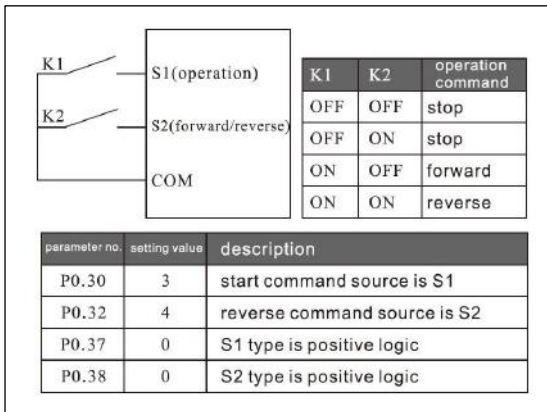 K1
S1(operation)
K2
S2(forward/reverse)
COM
K1 K2 operation command
OFF OFF stop
OFF ON stop
ON OFF forward
ON ON reverse
parameter no. setting value description
P0.30 3 start command source is S1
P0.32 4 reverse command source is S2
P0.37 0 S1 type is positive logic
P0.38 0 S2 type is positive logic